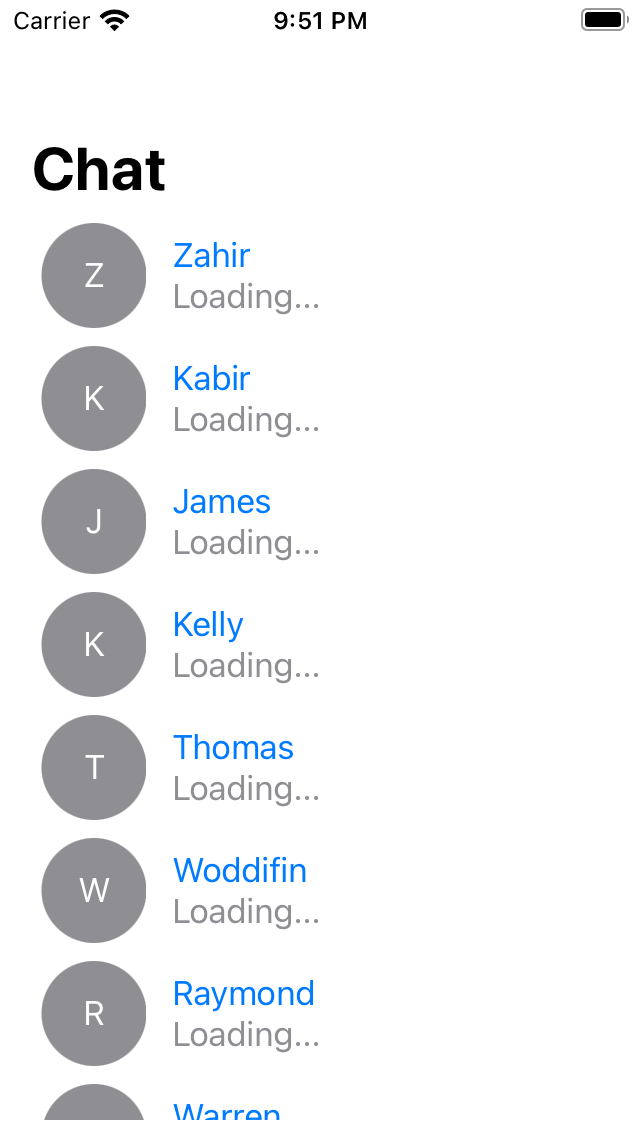 Carrier 9:51 PM
Chat
Z
Zahir
Loading...
K
Kabir
Loading...
J
James
Loading...
K
Kelly
Loading...
T
Thomas
Loading...
W
Woddifin
Loading...
R
Raymond
Loading...
Warren